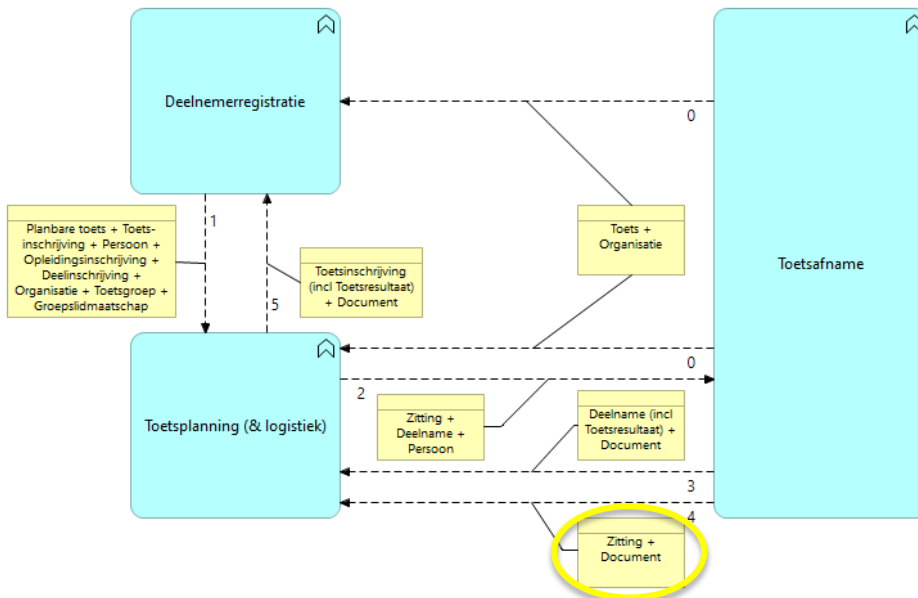 Deelnemerregistratie
0
1
Planbare toets + Toets-
inschrijving + Persoon +
Opleidingsinschrijving +
Deelinschrijving +
Organisatie + Toetsgroep +
Groepslidmaatschap
Toetsinschrijving
(incl Toetsresultaat)
+ Document
5
Toets +
Organisatie
Toetsafname
Toetsplanning (& logistiek)
0
2
Zitting +
Deelname +
Persoon
Deelname (incl
Toetsresultaat) +
Document
3
4
Zitting +
Document